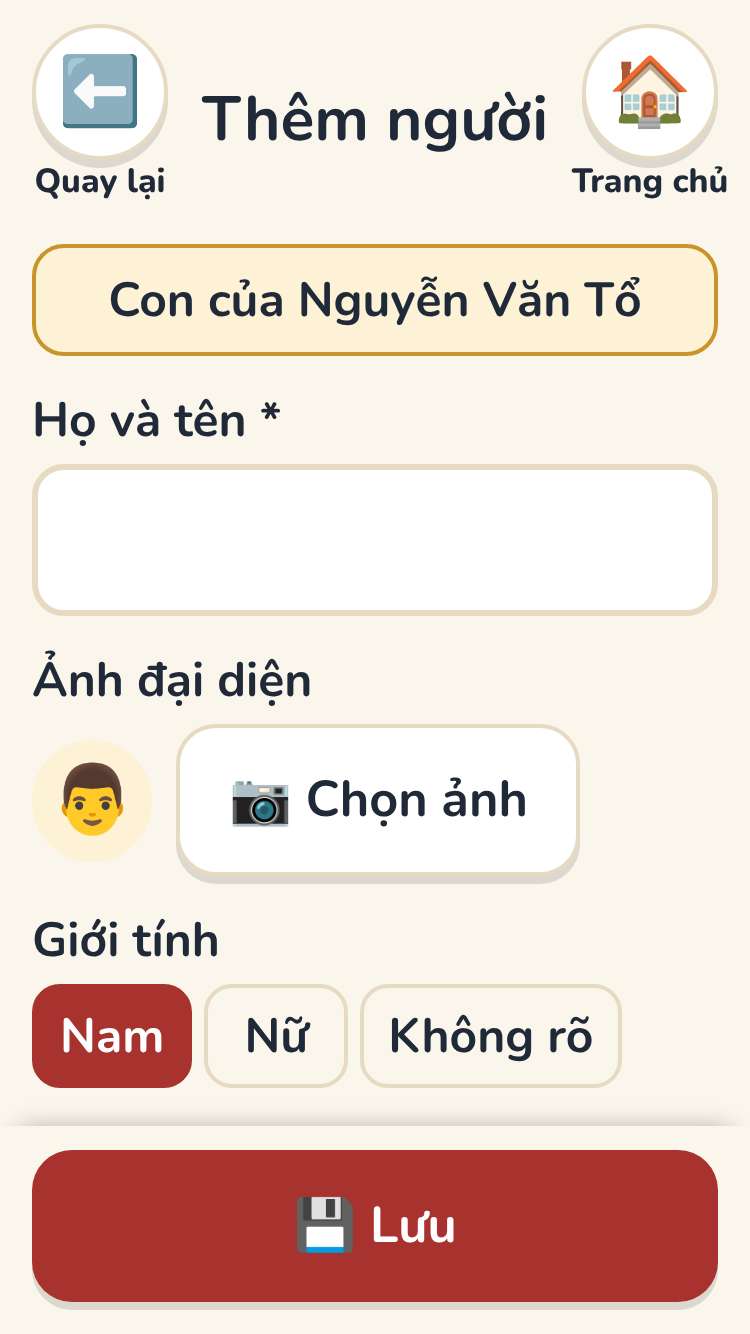 Thêm người
Quay lại
Trang chủ
Con của Nguyễn Văn Tổ
Họ và tên *
Ảnh đại diện
Chọn ảnh
Giới tính
Nam
Nữ
Không rõ
Lưu